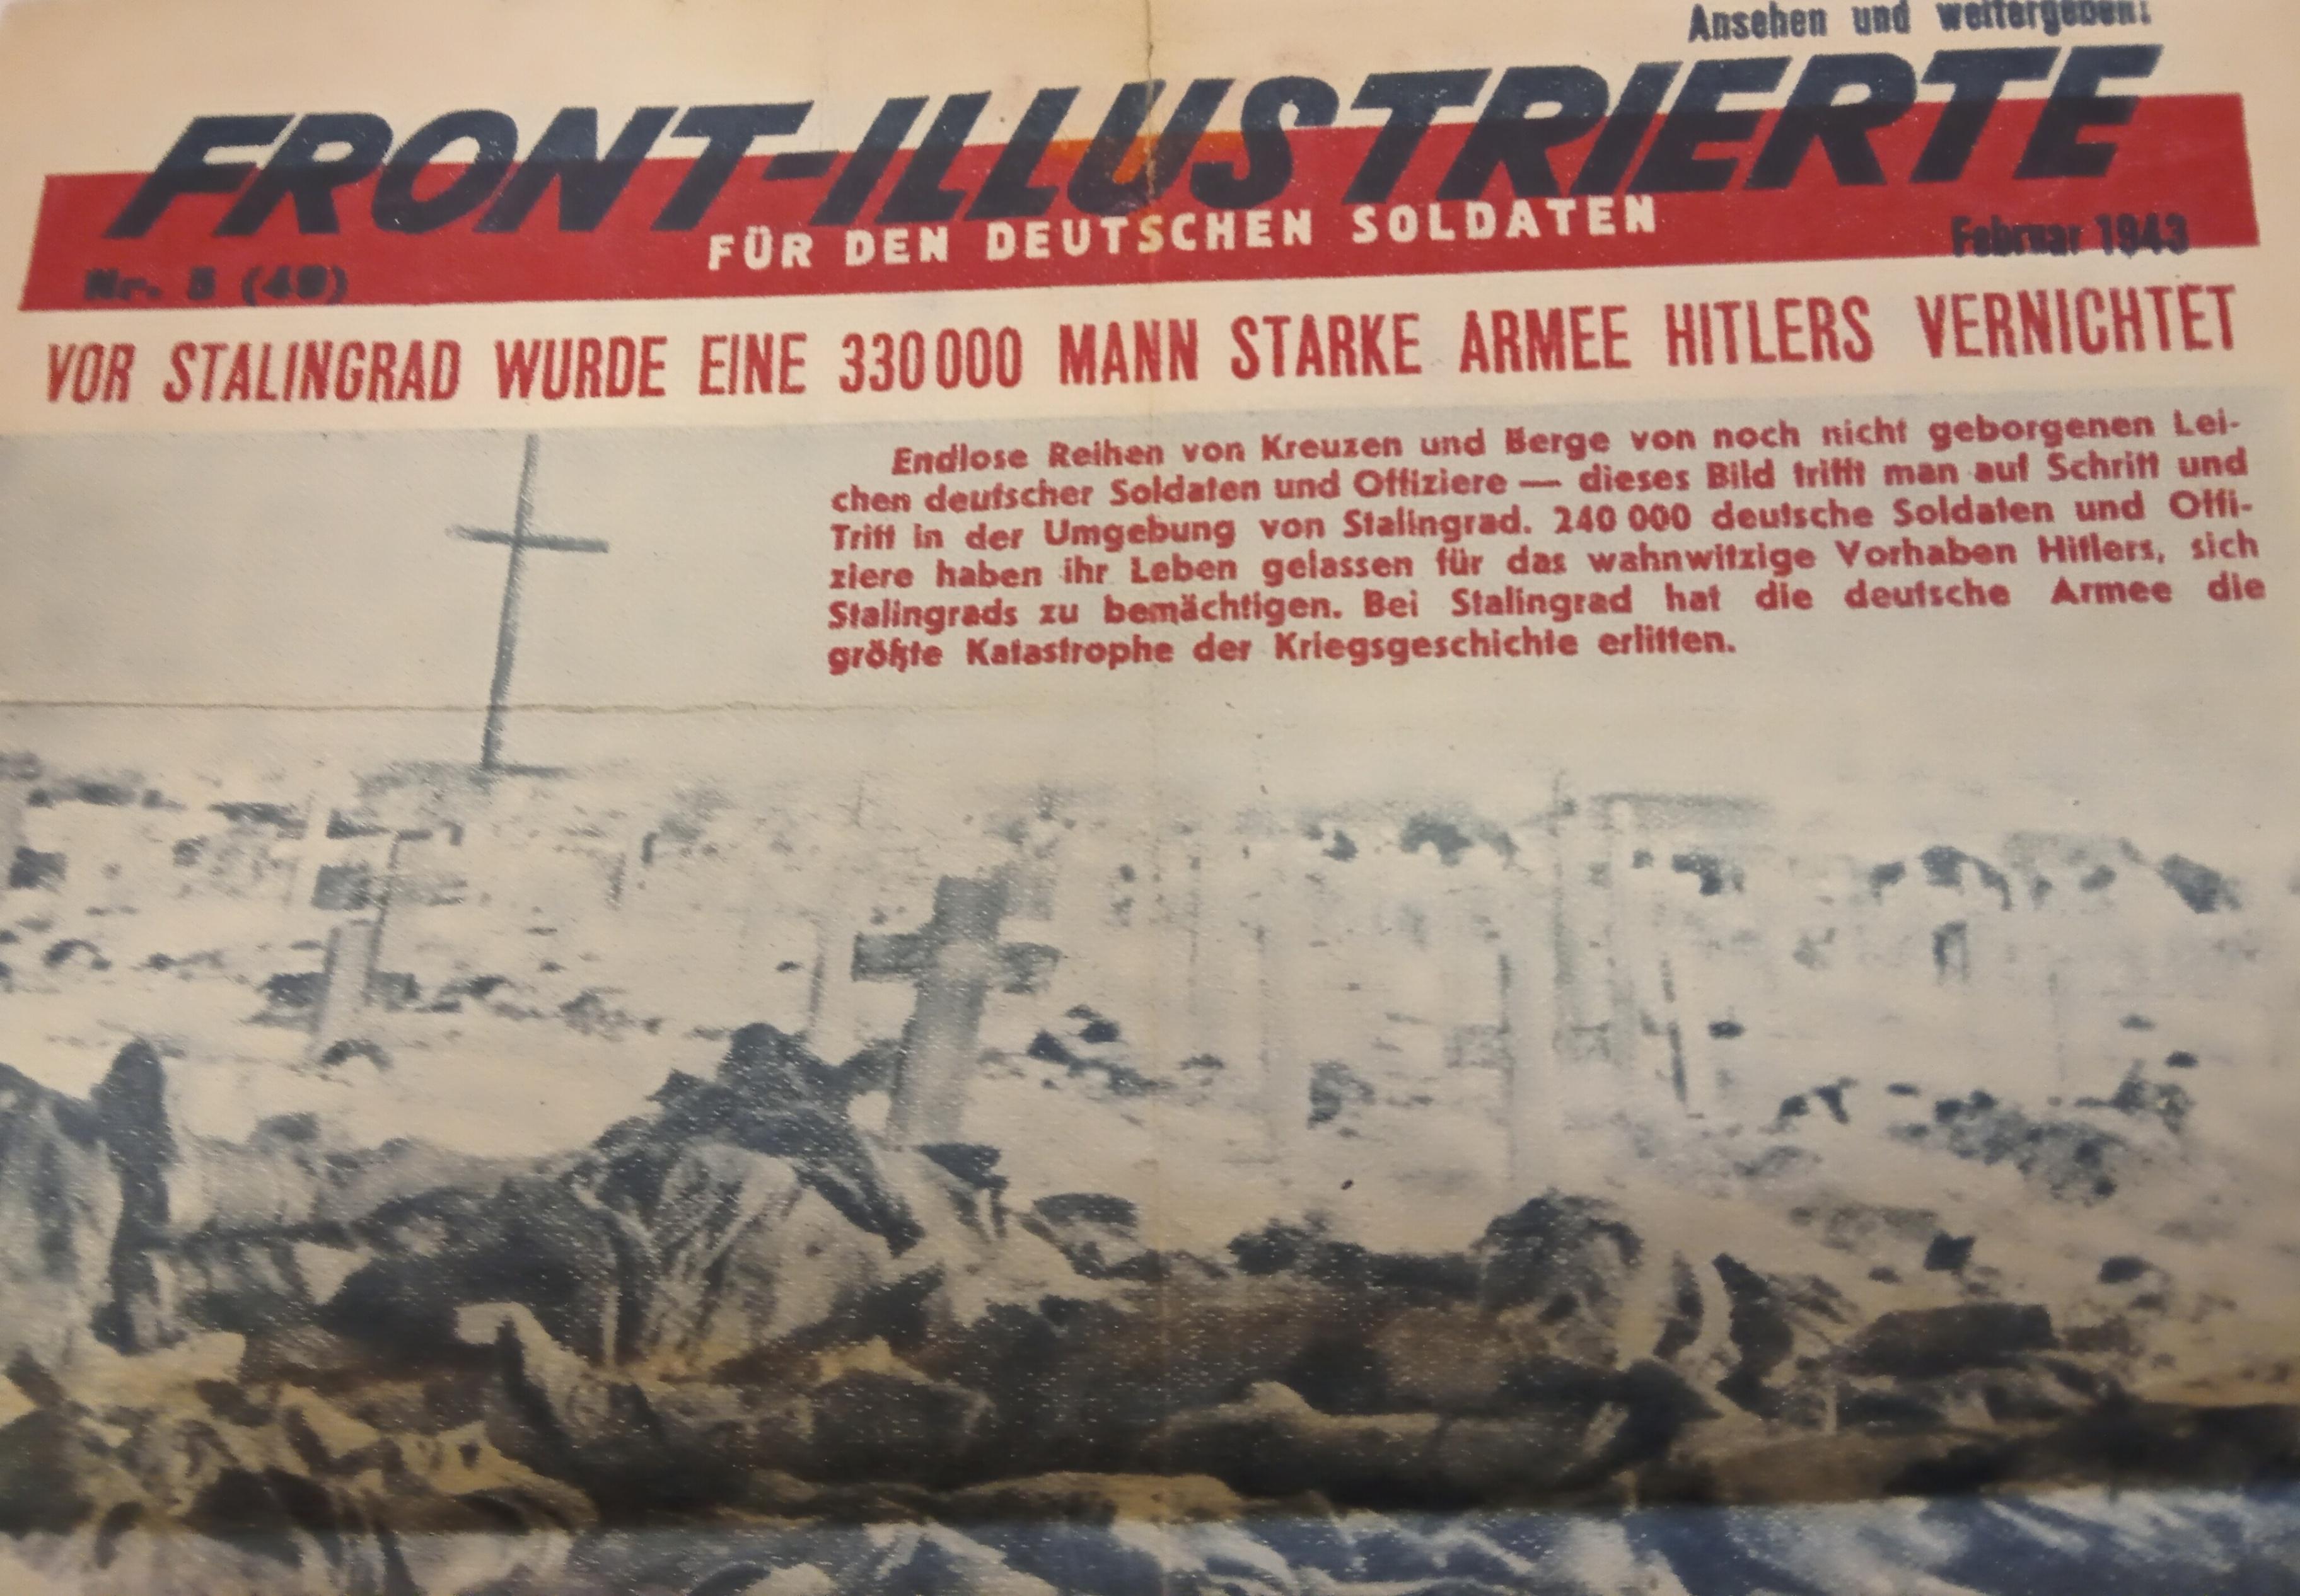 Ansehen und weitergeben!
FRONT-ILLUSTRIERTE
FÜR DEN DEUTSCHEN SOLDATEN
Februar 1943
Nr. (49)
VOR STALINGRAD WURDE EINE 330000 MANN STARKE ARMEE HITLERS VERNICHTET
Endlose Reihen von Kreuzen und Berge von noch nicht geborgenen Lei-
chen deutscher Soldaten und Offiziere — dieses Bild trifft man auf Schritt und
Tritt in der Umgebung von Stalingrad. 240 000 deutsche Soldaten und Offi-
ziere haben ihr Leben gelassen für das wahnwitzige Vorhaben Hitlers, sich
Stalingrads zu bemächtigen. Bei Stalingrad hat die deutsche Armee die
größte Katastrophe der Kriegsgeschichte erlitten.